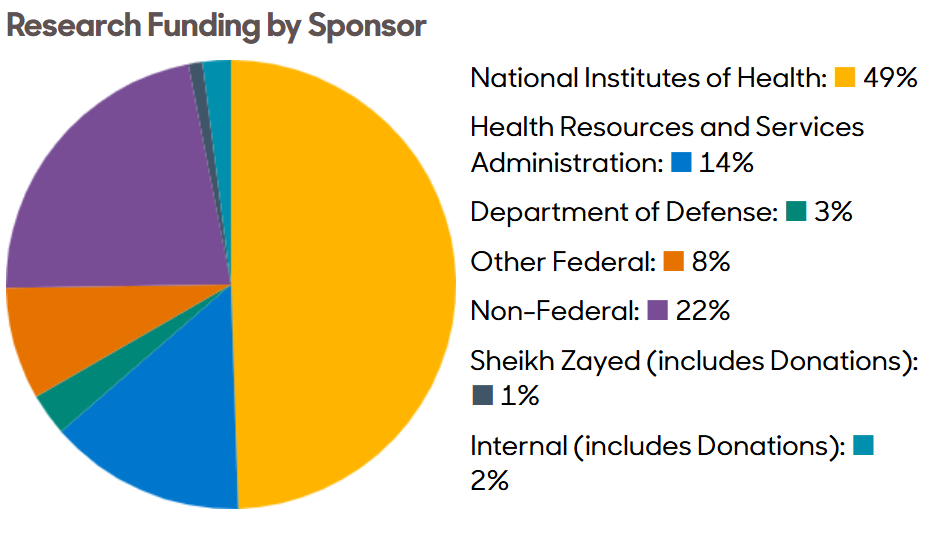 Research Funding by Sponsor
National Institutes of Health: 49%
Health Resources and Services
Administration: 14%
Department of Defense: 3%
Other Federal: 8%
Non-Federal: 22%
Sheikh Zayed (includes Donations):
1%
Internal (includes Donations):
2%